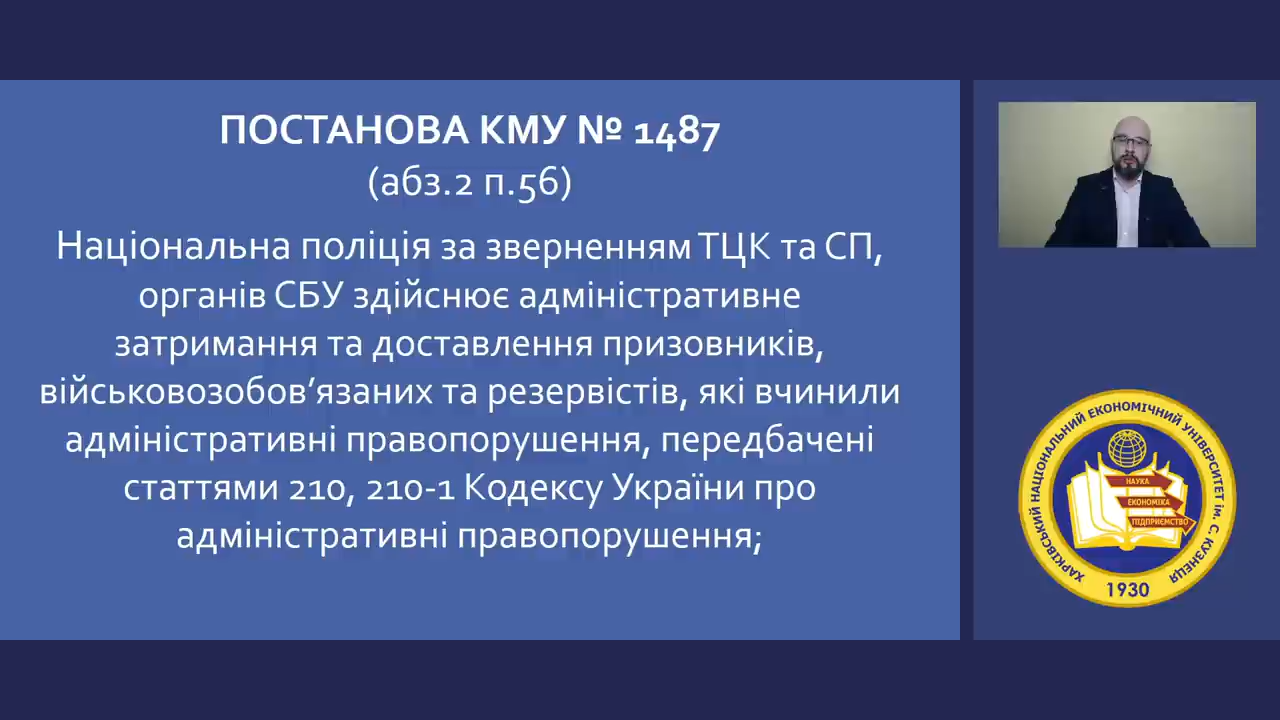 ПОСТАНОВА КМУ № 1487
(абз.2 п.56)
Національна поліція за зверненням ТЦК та СП,
органів СБУ здійснює адміністративне
затримання та доставлення призовників,
військовозобов’язаних та резервістів, які вчинили
адміністративні правопорушення, передбачені
статтями 210, 210-1 Кодексу України про
адміністративні правопорушення;
ХАРКІВСЬКИЙ НАЦІОНАЛЬНИЙ ЕКОНОМІЧНИЙ УНІВЕРСИТЕТ ІМ. С. КУЗНЕЦЯ
НАУКА
ЕКОНОМІКА
ПІДПРИЄМСТВО
1930